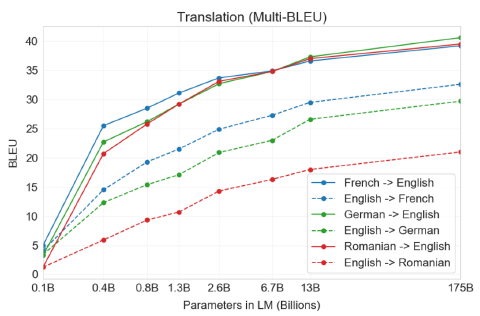 Translation (Multi-BLEU)
40
35
30
25
20
15
10
5
0
BLEU
French -> English
English -> French
German -> English
English -> German
Romanian -> English
English -> Romanian
0.1B 0.4B 0.8B 1.3B 2.6B 6.7B 13B 175B
Parameters in LM (Billions)